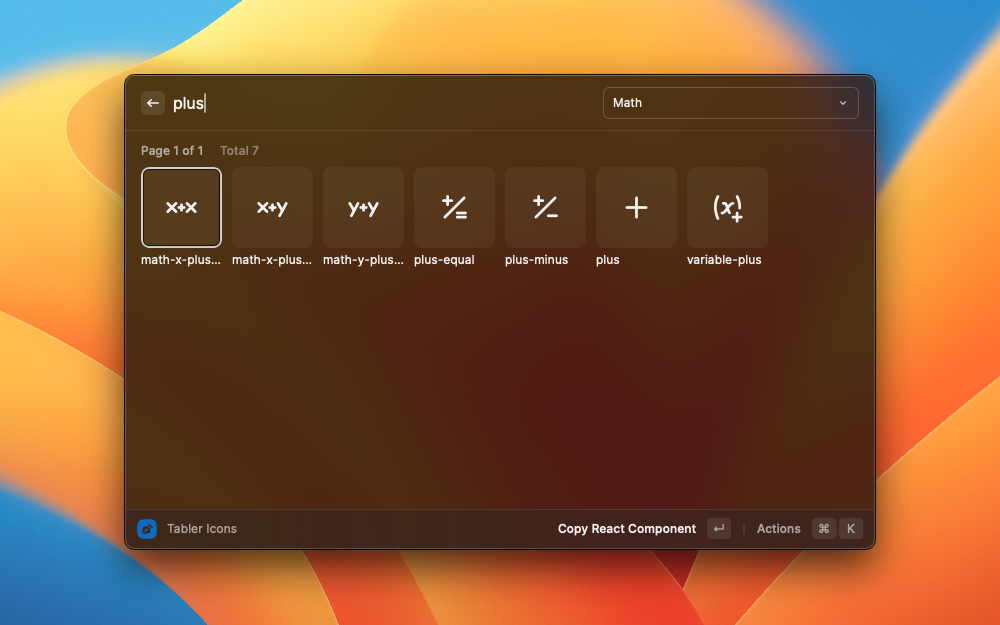 plus
Math
Page 1 of 1 Total 7
x+x x+y y+y +/= +/- + (x)+
math-x-plus... math-x-plus... math-y-plus... plus-equal plus-minus plus variable-plus
Tabler Icons Copy React Component ↵ Actions ⌘ K